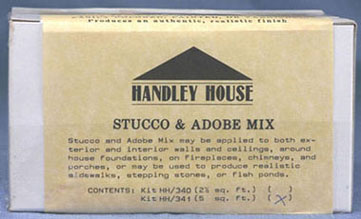 Produces an authentic, realistic finish
HANDLEY HOUSE
STUCCO & ADOBE MIX
Stucco and Adobe Mix may be applied to both ex-
terior and interior walls and ceilings, around
house foundations, on fireplaces, chimneys, and
porches, or may be used to produce realistic
sidewalks, stepping stones, or fish ponds.
CONTENTS: Kit HH/340 (2½ sq. ft.) ( )
Kit HH/341 (5 sq. ft.) (X)